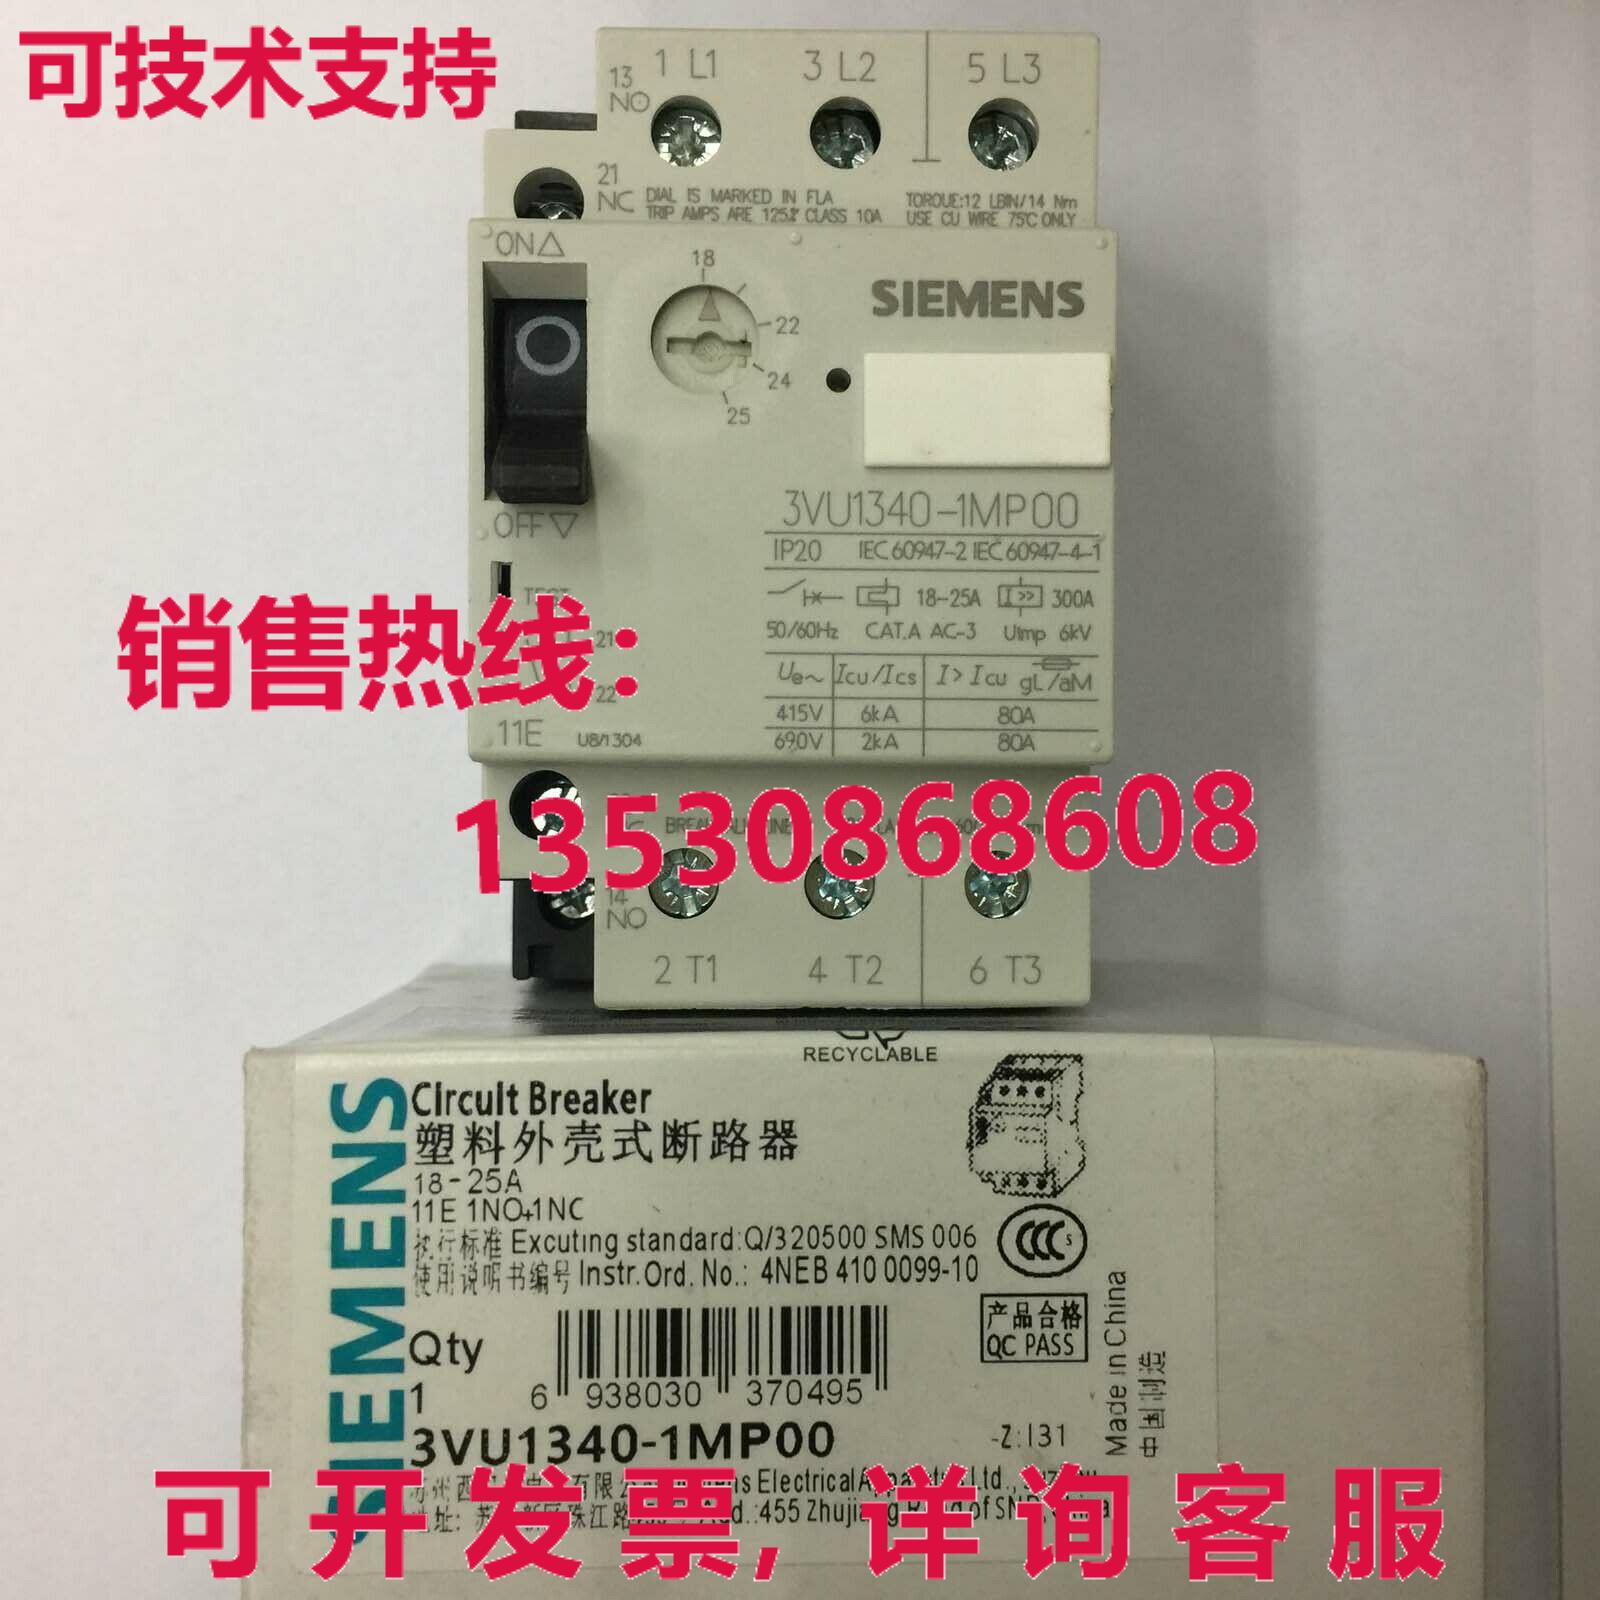 可技术支持
13
NO
1 L1 3 L2 5 L3
21
NC
DIAL IS MARKED IN FLA
TRIP AMPS ARE 125% CLASS 10A
TORQUE:12 LBIN/14 Nm
USE CU WIRE 75°C ONLY
ON △
18
22
24
25
SIEMENS
OFF ▽
3VU1340-1MP00
IP20 IEC 60947-2 IEC 60947-4-1
18-25A I>> 300A
50/60Hz CAT.A AC-3 Uimp 6kV
Ue~ Icu/Ics I> Icu gL/aM
415V 6kA 80A
690V 2kA 80A
TEST
21
22
11E U8/1304
销售热线:
13530868608
14
NO
2 T1 4 T2 6 T3
RECYCLABLE
SIEMENS
Circuit Breaker
塑料外壳式断路器
18-25A
11E 1NO+1NC
执行标准 Excuting standard:Q/320500 SMS 006
使用说明书编号 Instr.Ord. No.: 4NEB 410 0099-10
CCC S
产品合格
QC PASS
Qty
1
6 938030 370495
3VU1340-1MP00
-Z:I31
Made in China
中国制造
Electrical
455 Zhujiang
可开发票,详询客服